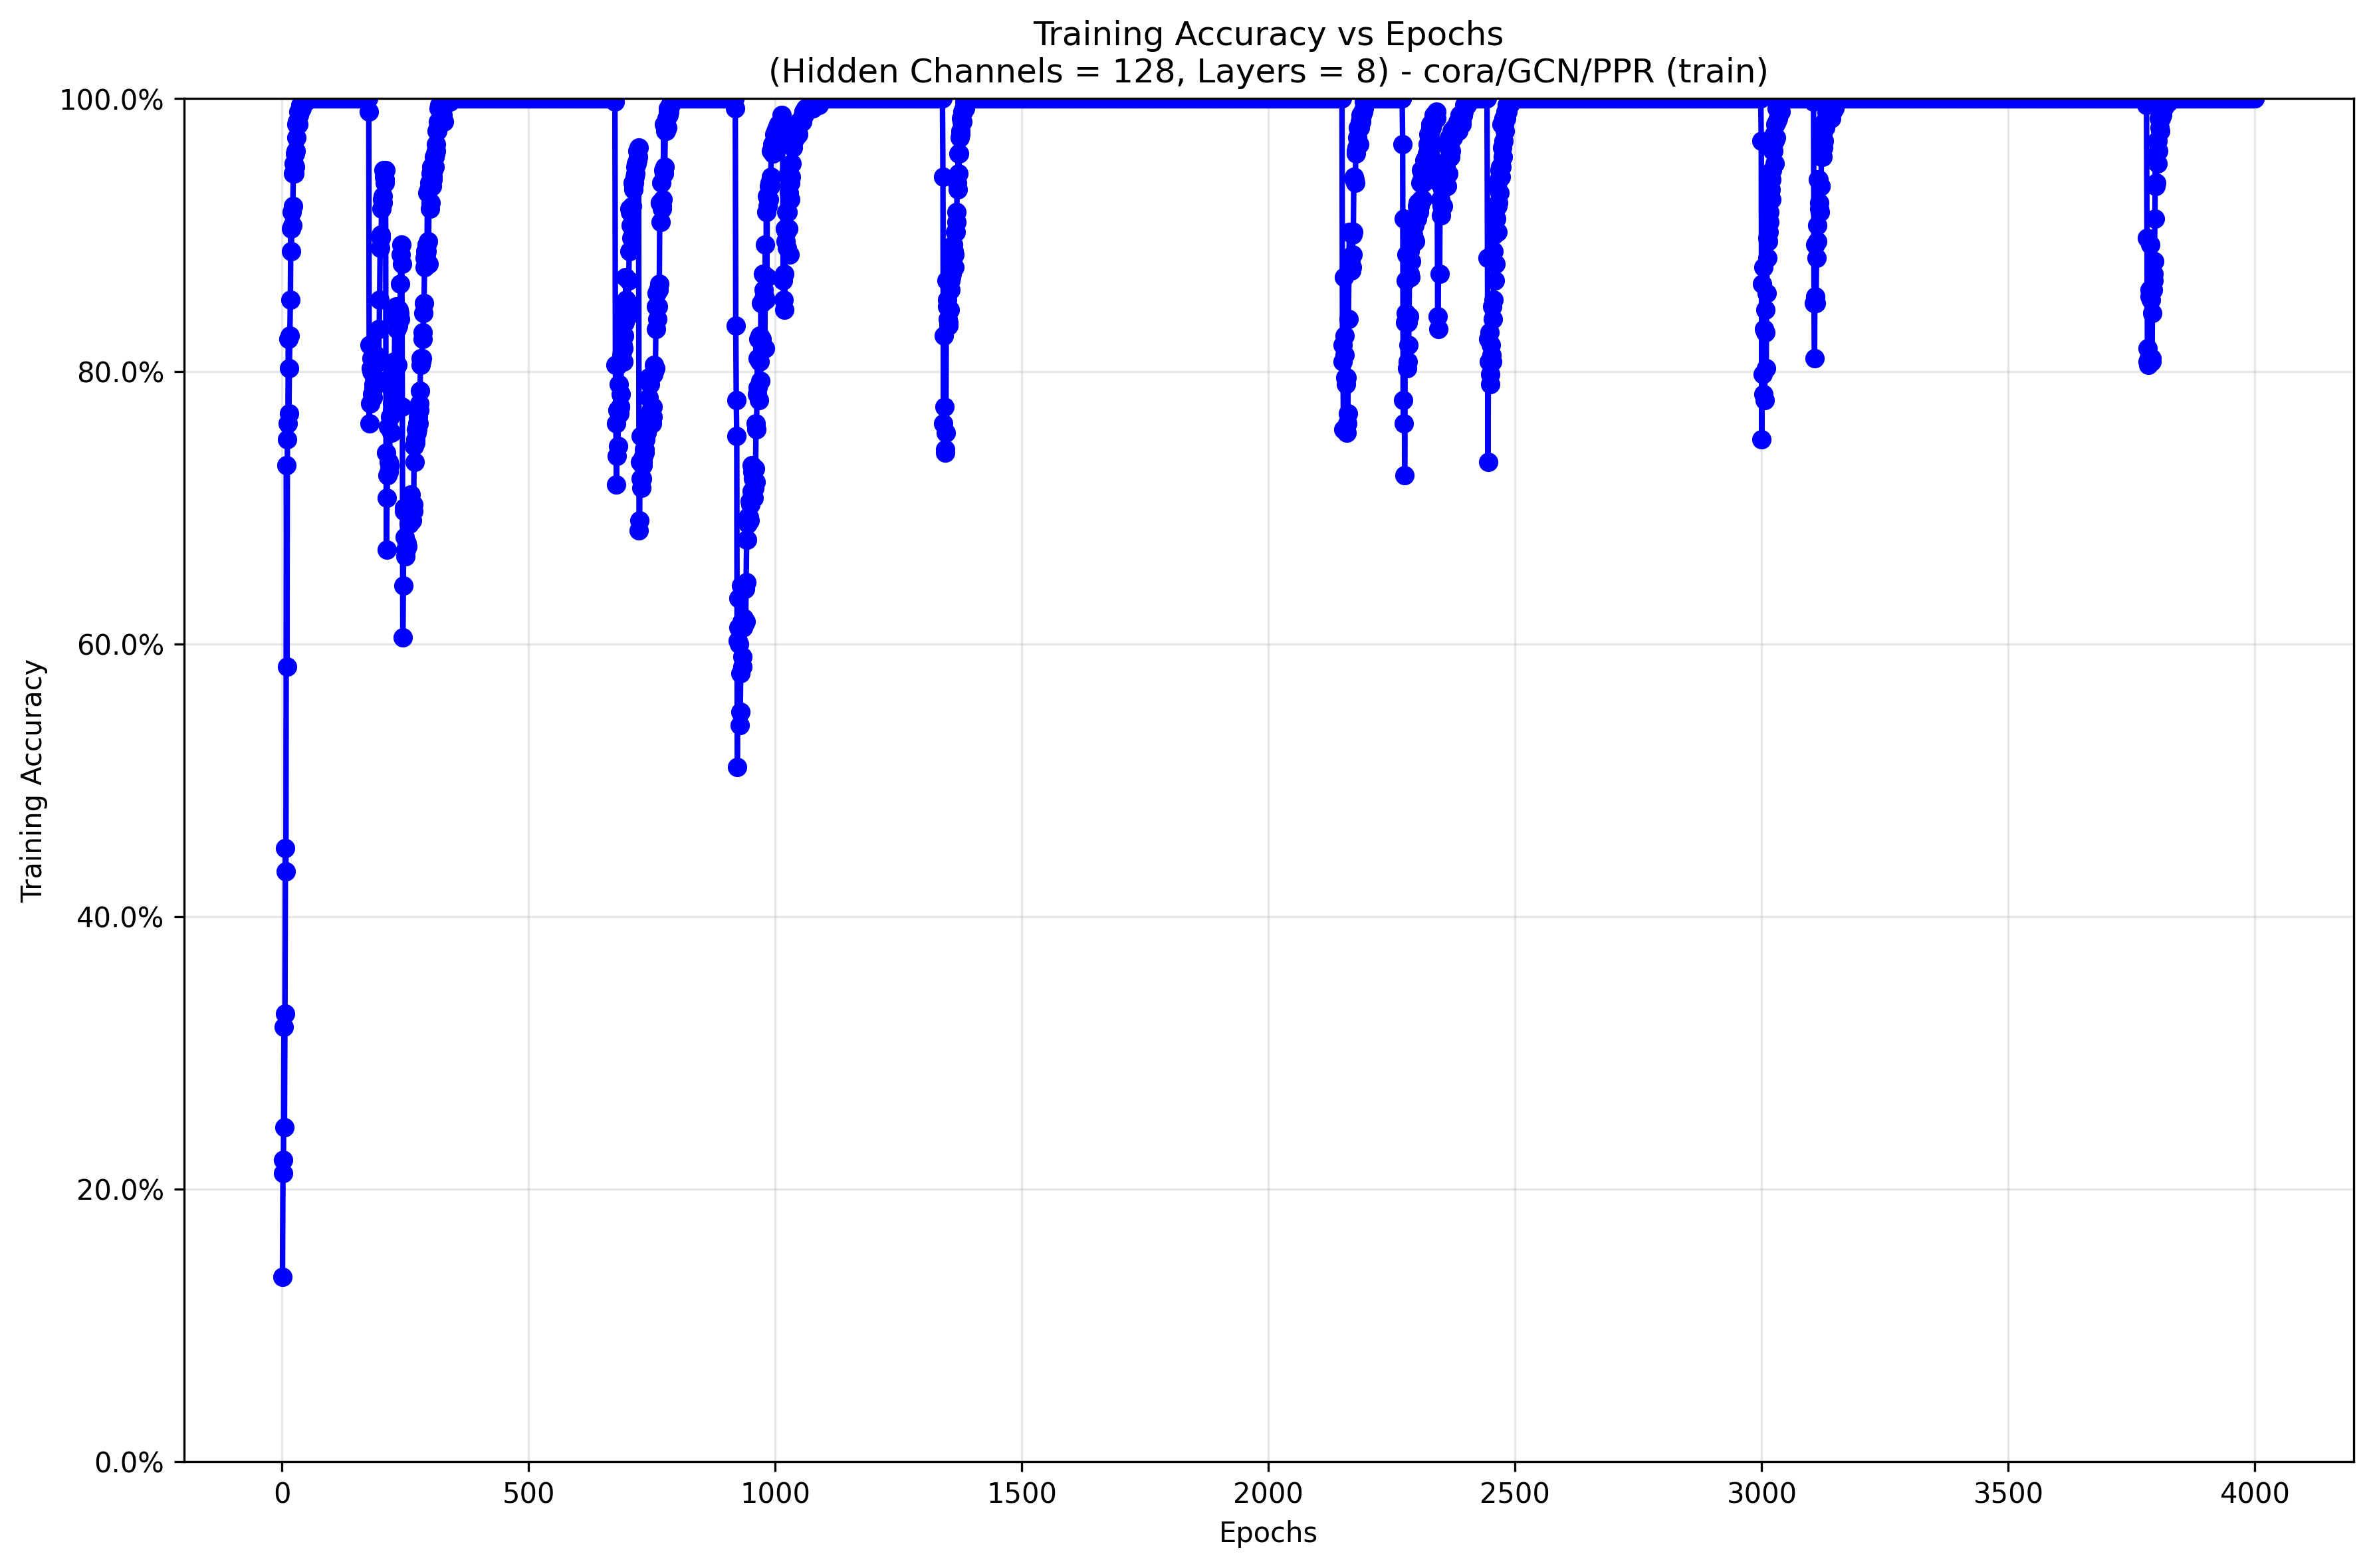 Training Accuracy vs Epochs
(Hidden Channels = 128, Layers = 8) - cora/GCN/PPR (train)
100.0%
80.0%
60.0%
40.0%
20.0%
0.0%
Training Accuracy
0 500 1000 1500 2000 2500 3000 3500 4000
Epochs